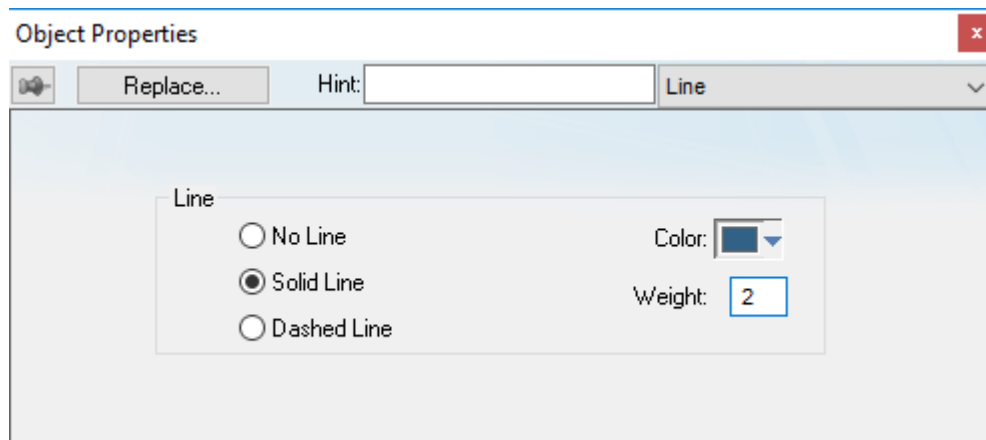 Object Properties
x
Replace... Hint: Line
Line
No Line Color:
Solid Line Weight: 2
Dashed Line